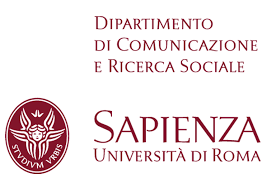 DIPARTIMENTO
DI COMUNICAZIONE
E RICERCA SOCIALE
STVDIVM VRBIS
SAPIENZA
UNIVERSITÀ DI ROMA